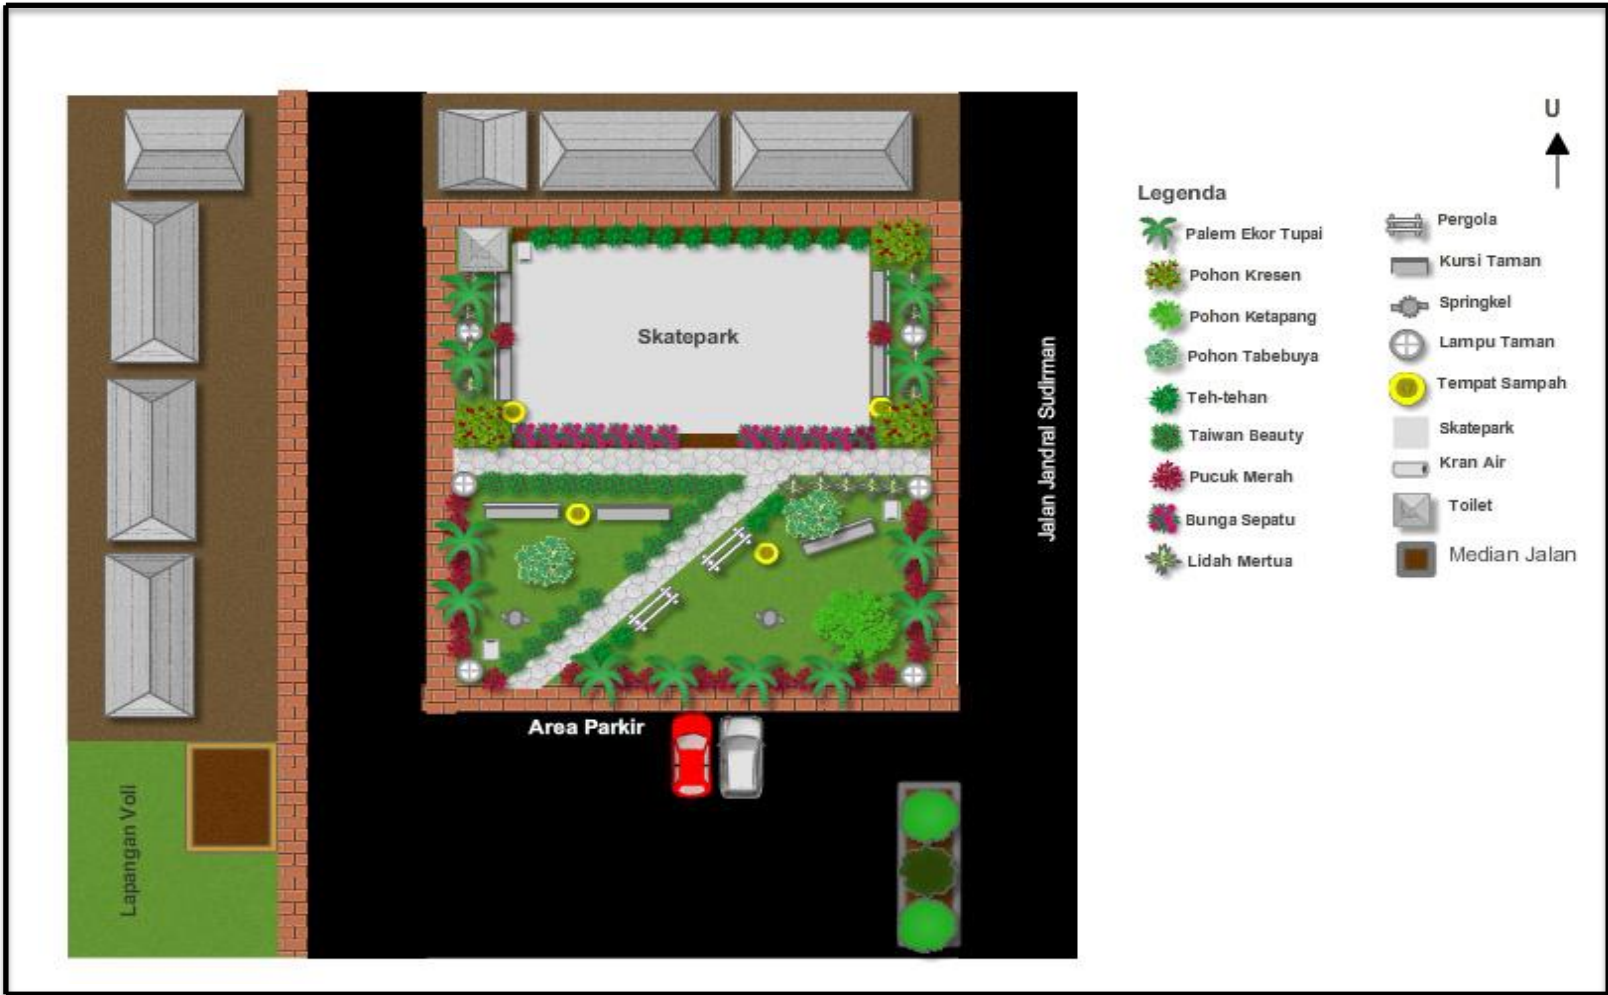 U
Legenda
Palem Ekor Tupai
Pohon Kresen
Pohon Ketapang
Pohon Tabebuya
Teh-tehan
Taiwan Beauty
Pucuk Merah
Bunga Sepatu
Lidah Mertua
Pergola
Kursi Taman
Springkel
Lampu Taman
Tempat Sampah
Skatepark
Kran Air
Toilet
Median Jalan
Skatepark
Jalan Jandral Sudirman
Area Parkir
Lapangan Voli